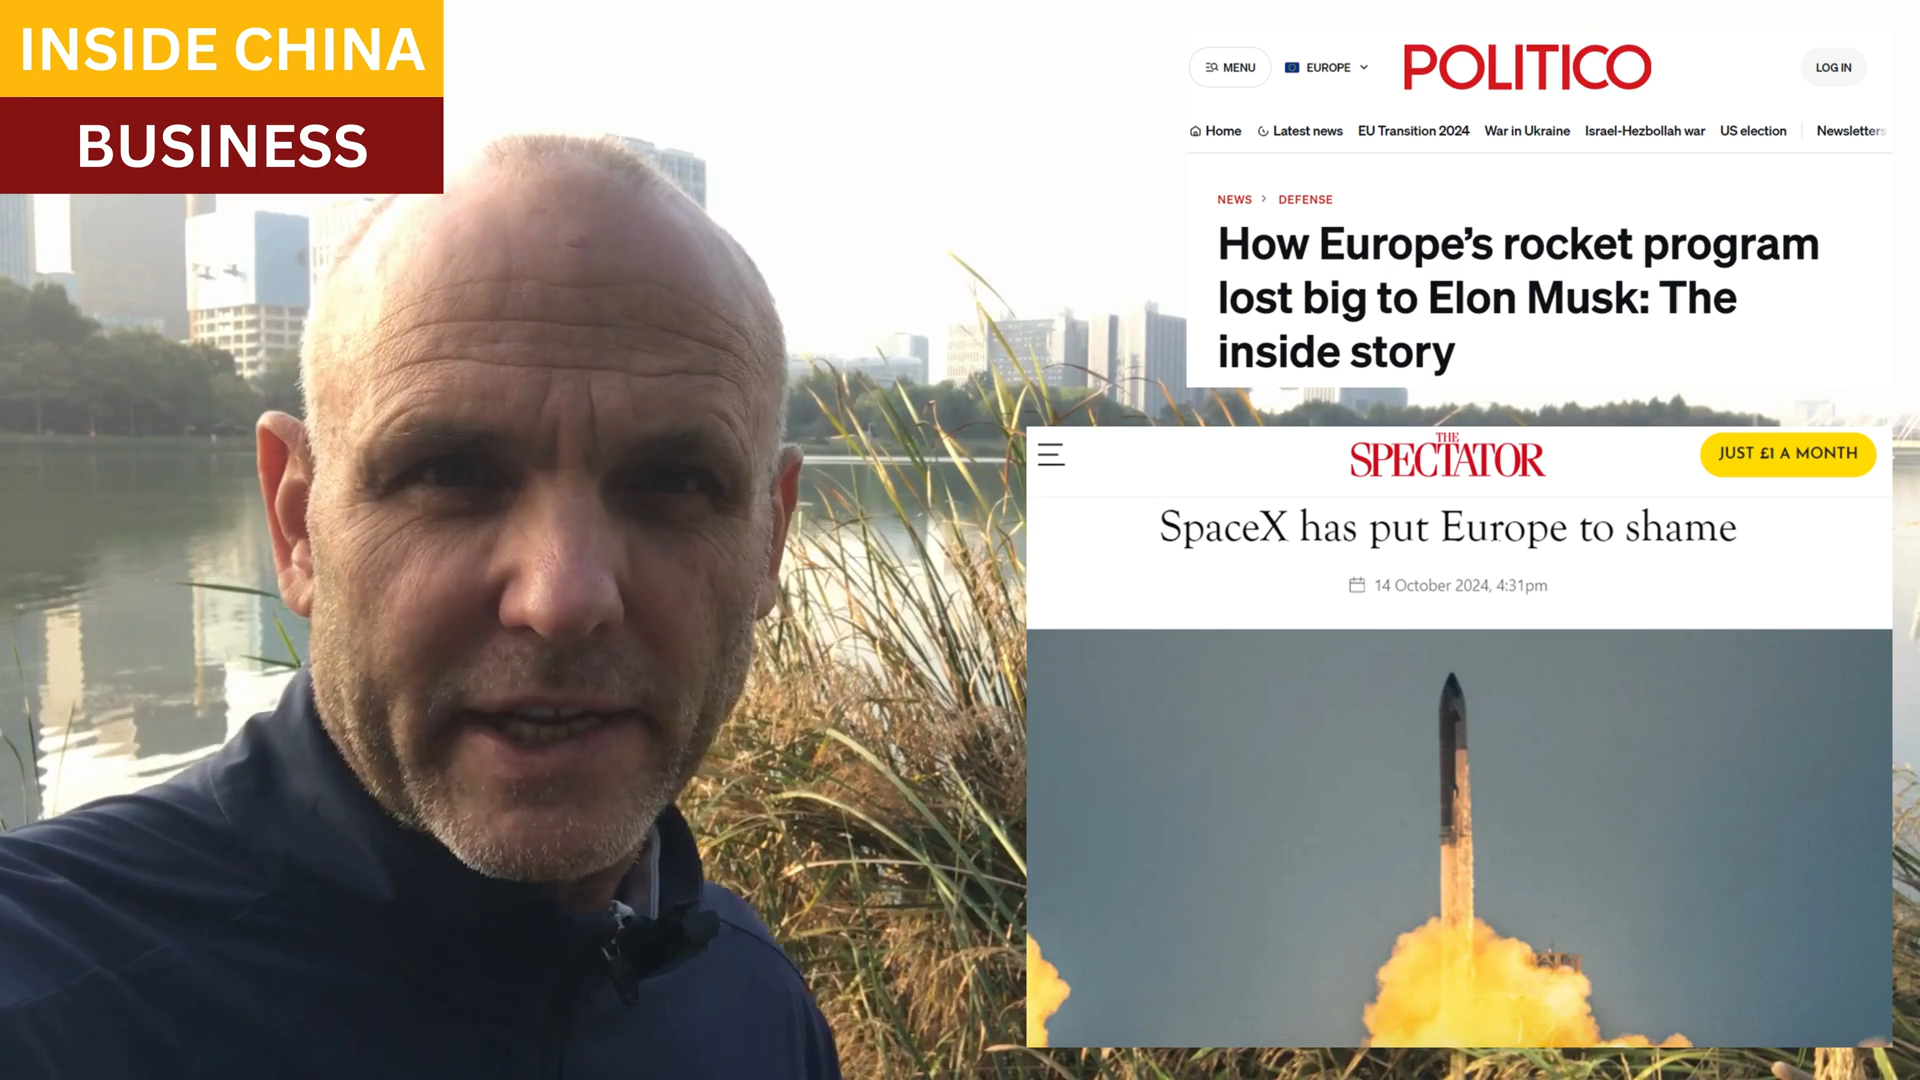 INSIDE CHINA
BUSINESS
MENU
EUROPE
POLITICO
LOG IN
Home
Latest news
EU Transition 2024
War in Ukraine
Israel-Hezbollah war
US election
Newsletters
NEWS > DEFENSE
How Europe’s rocket program
lost big to Elon Musk: The
inside story
THE
SPECTATOR
JUST £1 A MONTH
SpaceX has put Europe to shame
14 October 2024, 4:31pm